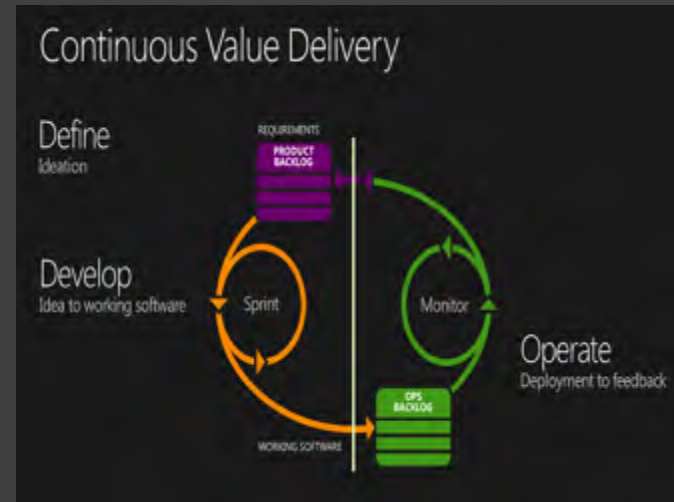 Continuous Value Delivery
Define
Ideation
REQUIREMENTS
PRODUCT
BACKLOG
Develop
Idea to working software
Sprint
Monitor
Operate
Deployment to feedback
OPS
BACKLOG
WORKING SOFTWARE